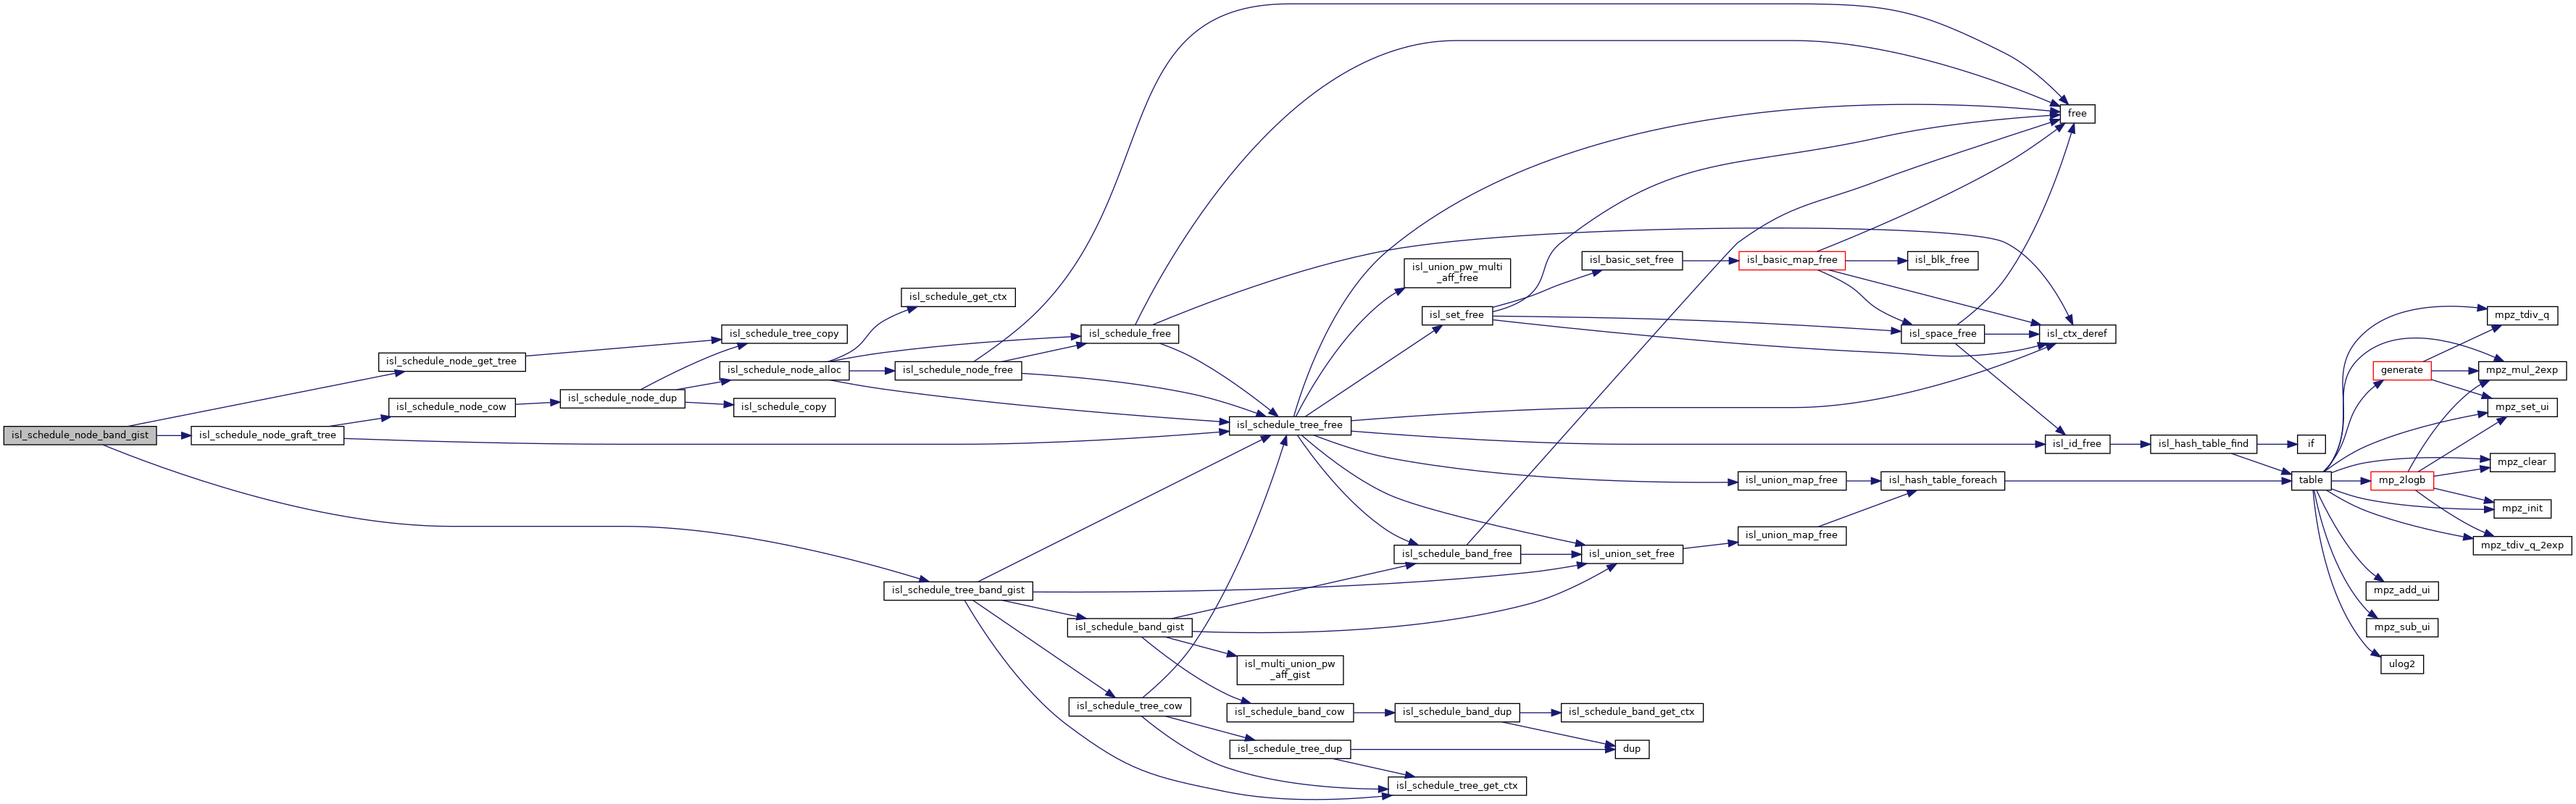 isl_schedule_node_band_gist
isl_schedule_node_get_tree
isl_schedule_node_graft_tree
isl_schedule_node_cow
isl_schedule_node_dup
isl_schedule_tree_copy
isl_schedule_node_alloc
isl_schedule_copy
isl_schedule_get_ctx
isl_schedule_node_free
isl_schedule_tree_band_gist
isl_schedule_free
isl_schedule_band_gist
isl_schedule_tree_cow
isl_schedule_tree_free
isl_multi_union_pw
_aff_gist
isl_schedule_band_cow
isl_schedule_tree_dup
isl_union_pw_multi
_aff_free
isl_set_free
isl_schedule_band_free
isl_schedule_band_dup
isl_schedule_tree_get_ctx
isl_basic_set_free
isl_union_set_free
isl_schedule_band_get_ctx
dup
isl_basic_map_free
isl_union_map_free
isl_union_map_free
isl_blk_free
isl_space_free
isl_hash_table_foreach
free
isl_ctx_deref
isl_id_free
isl_hash_table_find
if
table
generate
mp_2logb
mpz_add_ui
mpz_sub_ui
ulog2
mpz_tdiv_q
mpz_mul_2exp
mpz_set_ui
mpz_clear
mpz_init
mpz_tdiv_q_2exp